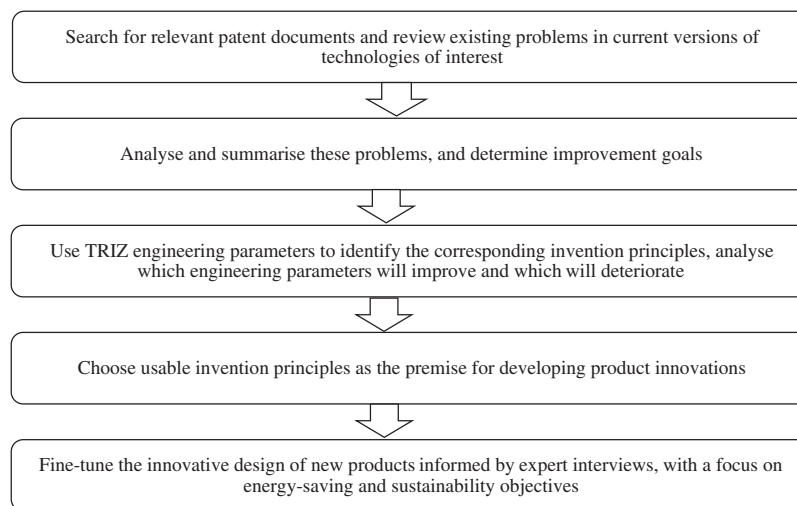 Search for relevant patent documents and review existing problems in current versions of
technologies of interest
Analyse and summarise these problems, and determine improvement goals
Use TRIZ engineering parameters to identify the corresponding invention principles, analyse
which engineering parameters will improve and which will deteriorate
Choose usable invention principles as the premise for developing product innovations
Fine-tune the innovative design of new products informed by expert interviews, with a focus on
energy-saving and sustainability objectives